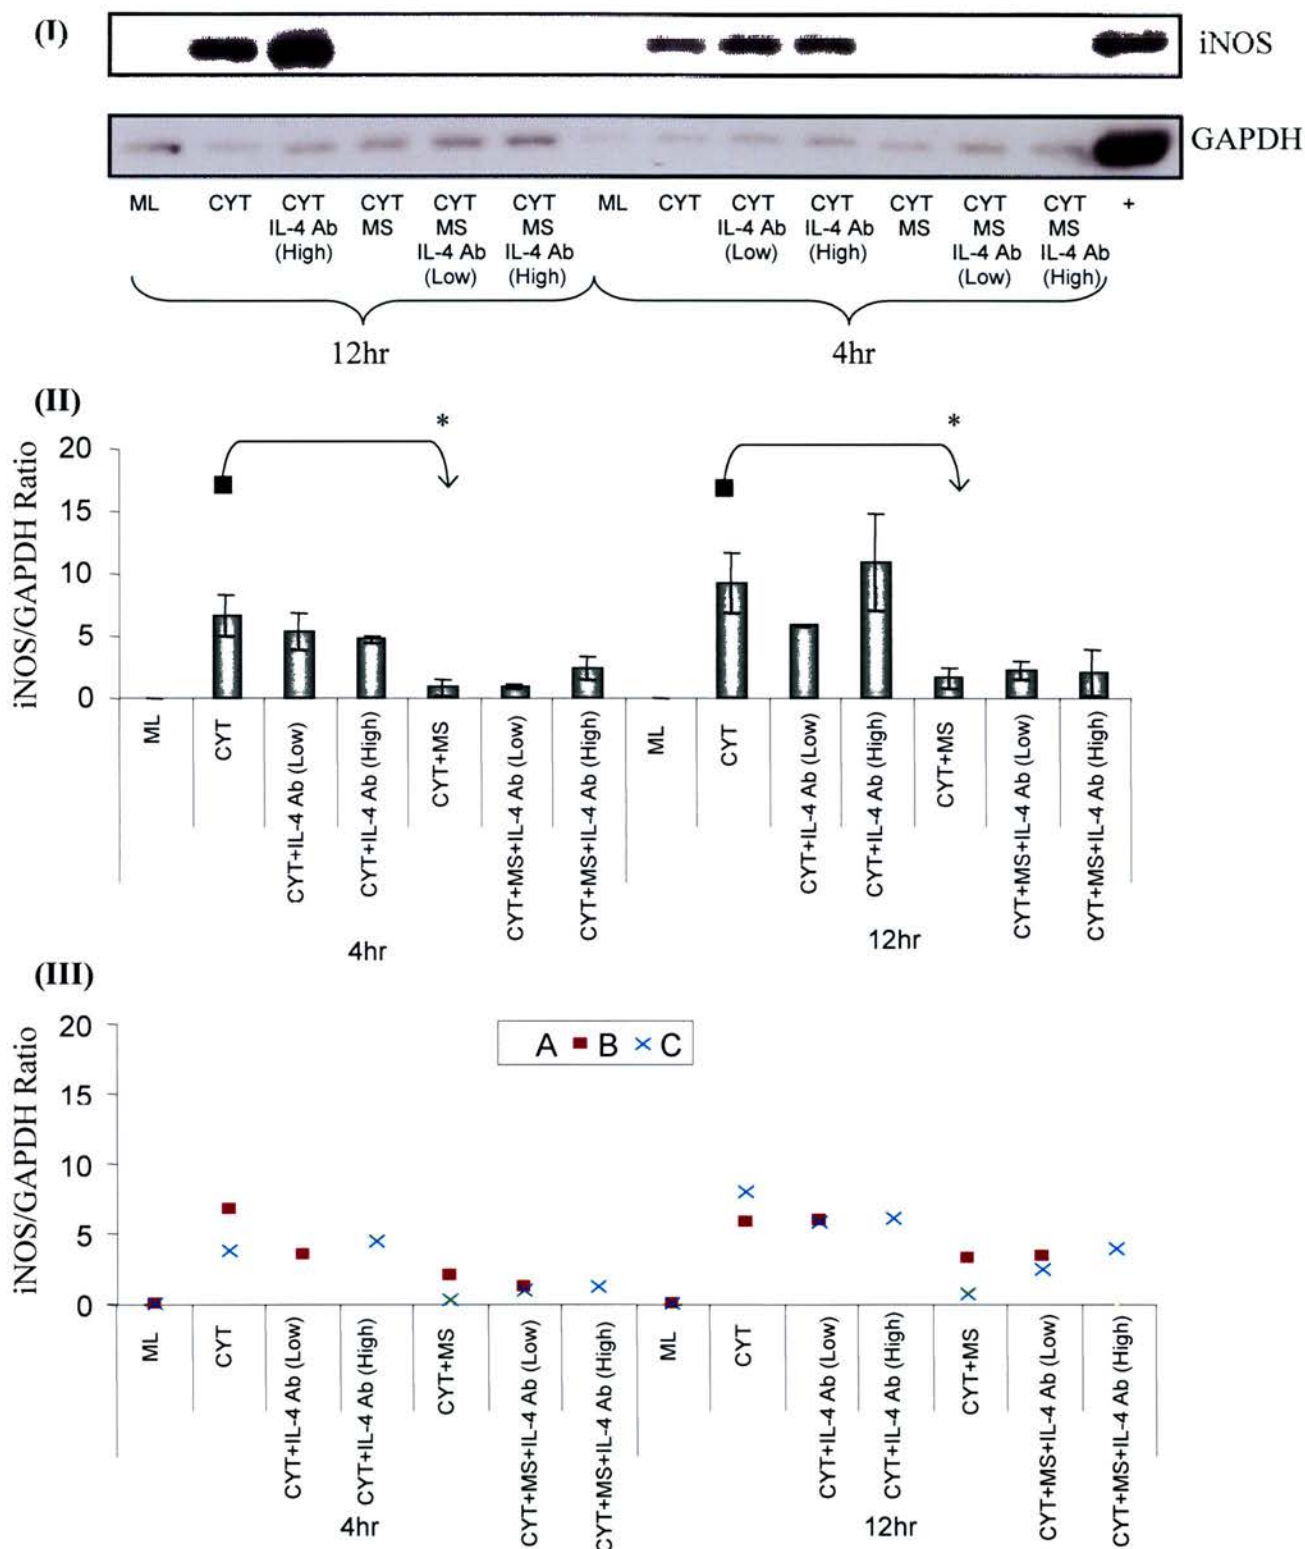 (I)
iNOS
GAPDH
ML CYT CYT CYT CYT CYT ML CYT CYT CYT CYT CYT CYT +
IL-4 Ab MS MS MS IL-4 Ab IL-4 Ab MS MS MS
(High) IL-4 Ab IL-4 Ab (Low) (High) IL-4 Ab IL-4 Ab
(Low) (High) (Low) (High)
12hr 4hr
(II)
* *
iNOS/GAPDH Ratio
20
15
10
5
0
ML
CYT
CYT+IL-4 Ab (Low)
CYT+IL-4 Ab (High)
CYT+MS
CYT+MS+IL-4 Ab (Low)
CYT+MS+IL-4 Ab (High)
ML
CYT
CYT+IL-4 Ab (Low)
CYT+IL-4 Ab (High)
CYT+MS
CYT+MS+IL-4 Ab (Low)
CYT+MS+IL-4 Ab (High)
4hr 12hr
(III)
iNOS/GAPDH Ratio
20
15
10
5
0
A B C
ML
CYT
CYT+IL-4 Ab (Low)
CYT+IL-4 Ab (High)
CYT+MS
CYT+MS+IL-4 Ab (Low)
CYT+MS+IL-4 Ab (High)
ML
CYT
CYT+IL-4 Ab (Low)
CYT+IL-4 Ab (High)
CYT+MS
CYT+MS+IL-4 Ab (Low)
CYT+MS+IL-4 Ab (High)
4hr 12hr